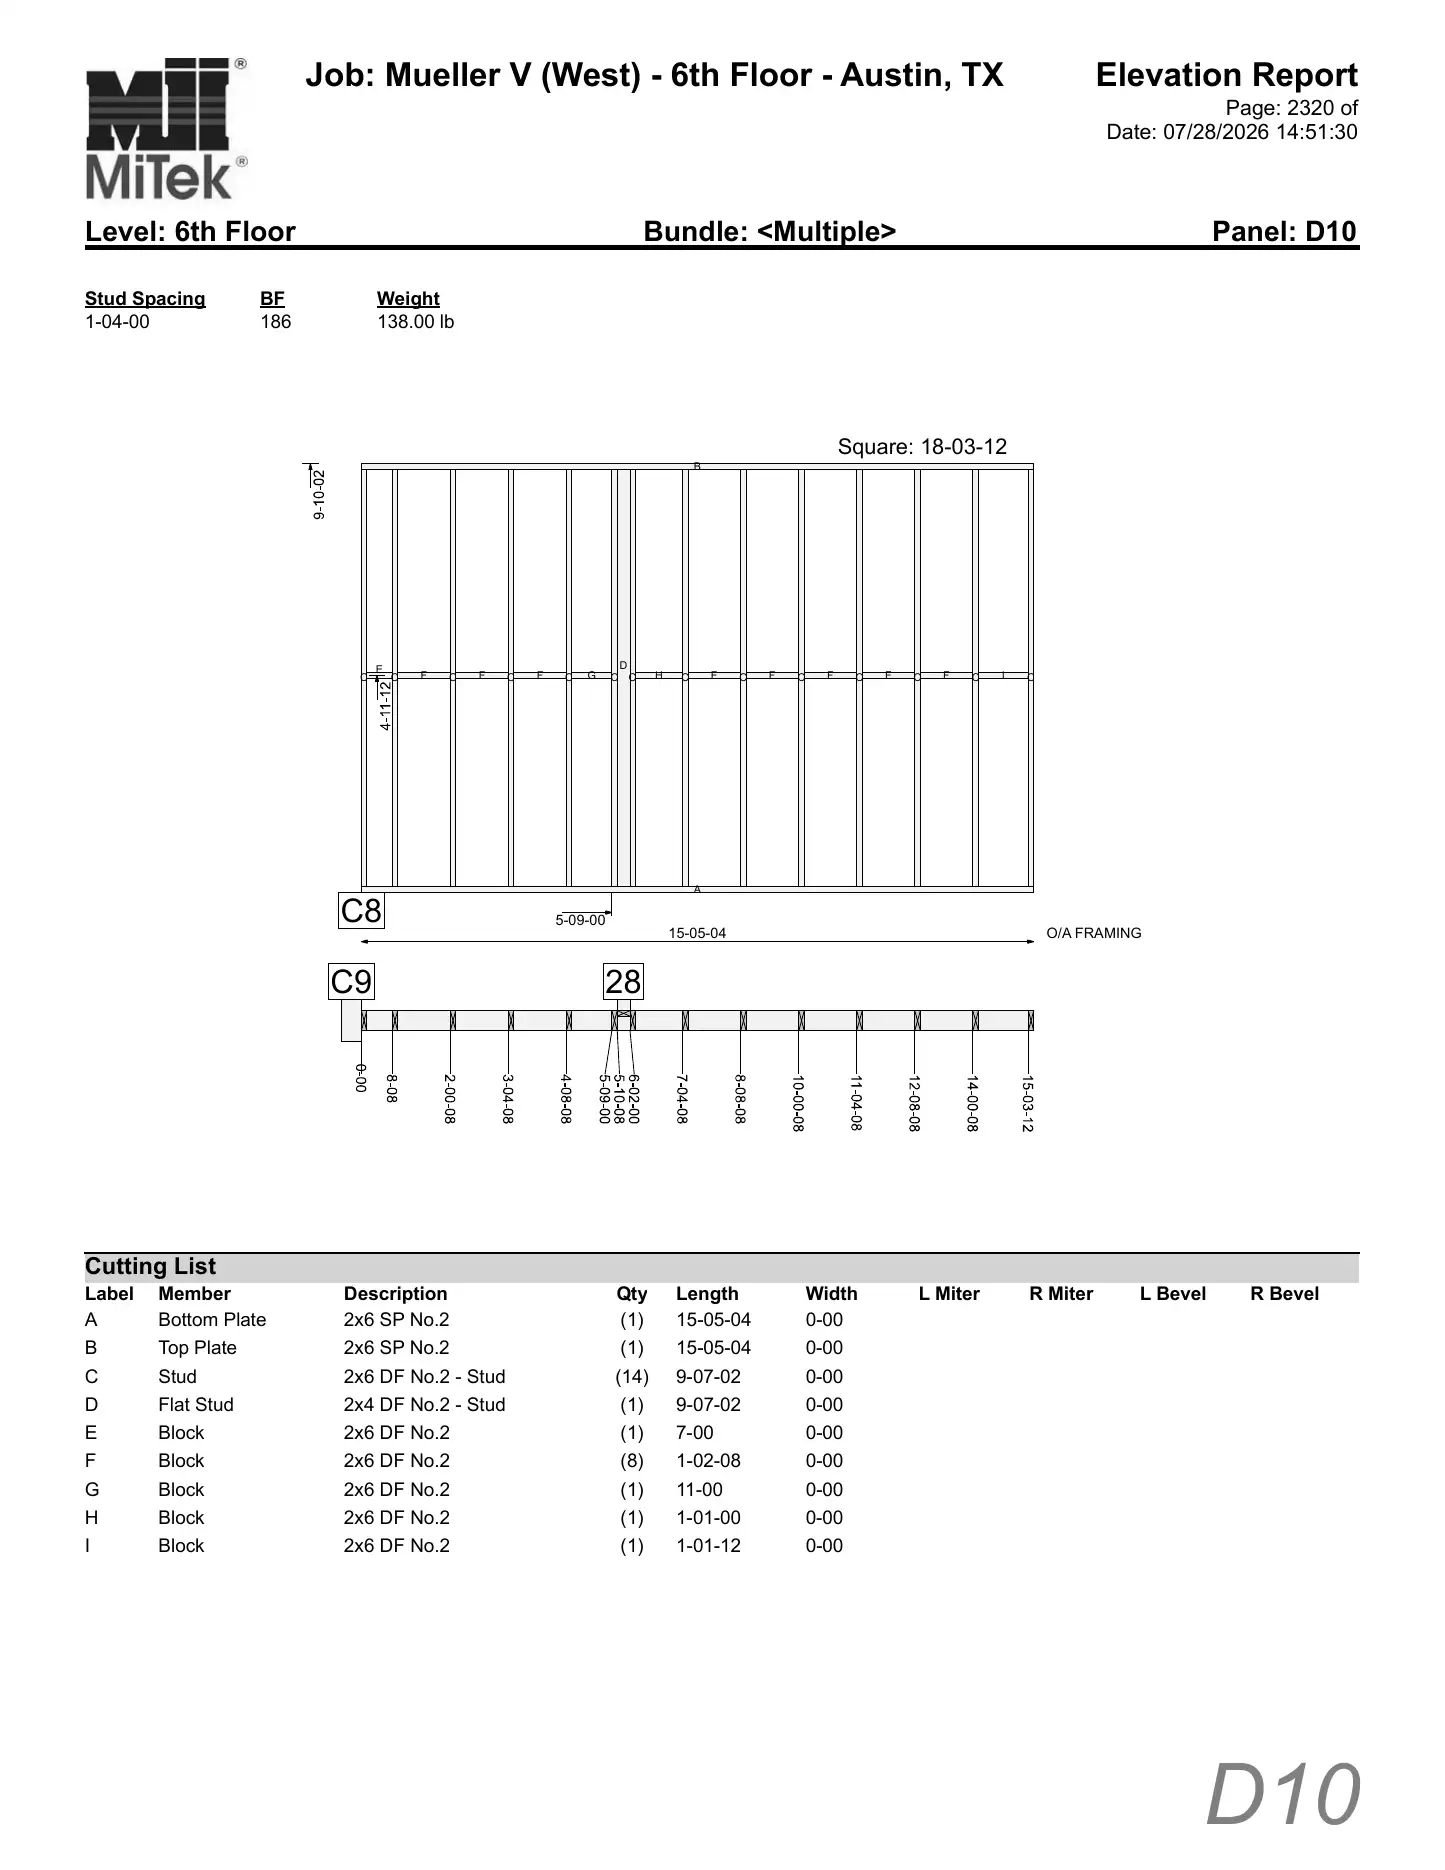 Job: Mueller V (West) - 6th Floor - Austin, TX
Elevation Report
Page: 2320 of
Date: 07/28/2026 14:51:30
MiTek®
®
Level: 6th Floor
Bundle: <Multiple>
Panel: D10
Stud Spacing BF Weight
1-04-00 186 138.00 lb
Square: 18-03-12
B
9-10-02
D
F F F G H F F F F F I
4-11-12
A
C8
5-09-00
15-05-04
O/A FRAMING
C9
28
0-00
8-08
2-00-08
3-04-08
4-08-08
5-09-00
5-10-08
6-02-00
7-04-08
8-08-08
10-00-08
11-04-08
12-08-08
14-00-08
15-03-12
Cutting List
Label Member Description Qty Length Width L Miter R Miter L Bevel R Bevel
A Bottom Plate 2x6 SP No.2 (1) 15-05-04 0-00
B Top Plate 2x6 SP No.2 (1) 15-05-04 0-00
C Stud 2x6 DF No.2 - Stud (14) 9-07-02 0-00
D Flat Stud 2x4 DF No.2 - Stud (1) 9-07-02 0-00
E Block 2x6 DF No.2 (1) 7-00 0-00
F Block 2x6 DF No.2 (8) 1-02-08 0-00
G Block 2x6 DF No.2 (1) 11-00 0-00
H Block 2x6 DF No.2 (1) 1-01-00 0-00
I Block 2x6 DF No.2 (1) 1-01-12 0-00
D10